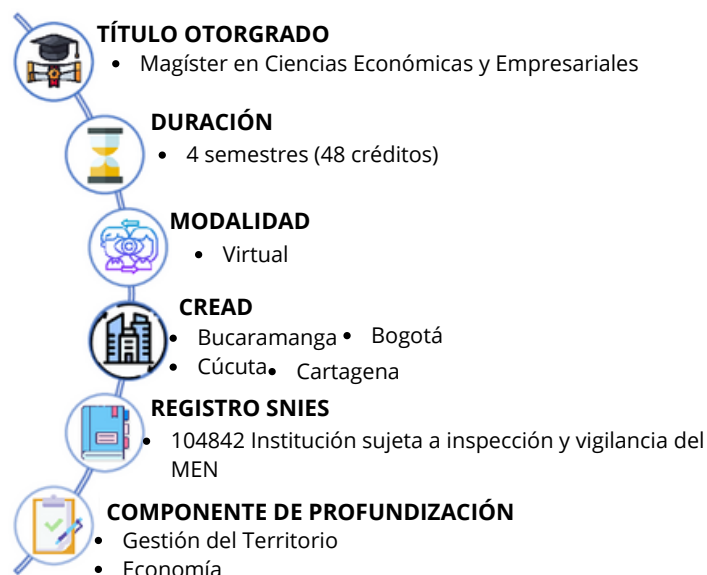 TÍTULO OTORGRADO
• Magíster en Ciencias Económicas y Empresariales
DURACIÓN
• 4 semestres (48 créditos)
MODALIDAD
• Virtual
CREAD
• Bucaramanga • Bogotá
• Cúcuta • Cartagena
REGISTRO SNIES
• 104842 Institución sujeta a inspección y vigilancia del
MEN
COMPONENTE DE PROFUNDIZACIÓN
• Gestión del Territorio
• Economía